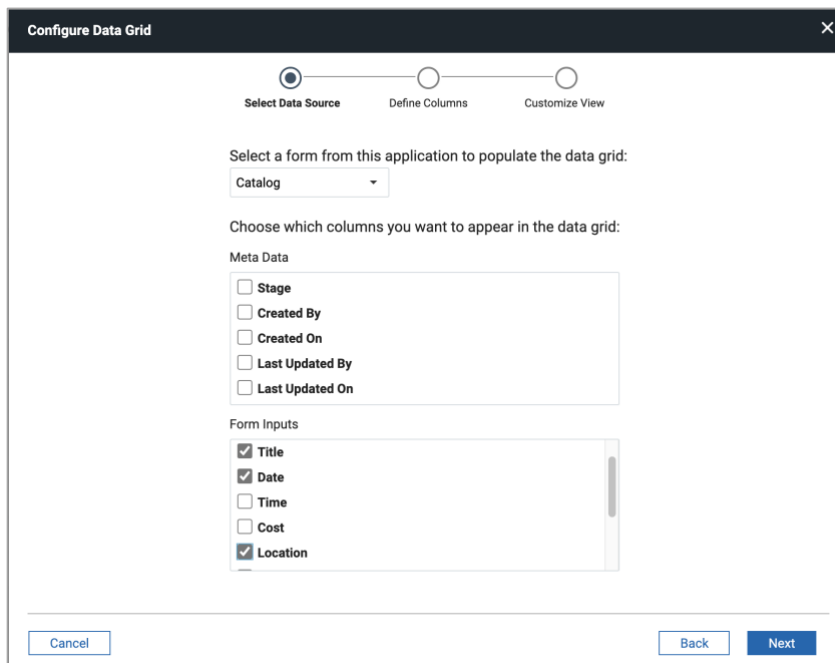 Configure Data Grid
Select Data Source
Define Columns
Customize View
Select a form from this application to populate the data grid:
Catalog
Choose which columns you want to appear in the data grid:
Meta Data
Stage
Created By
Created On
Last Updated By
Last Updated On
Form Inputs
Title
Date
Time
Cost
Location
Cancel
Back
Next